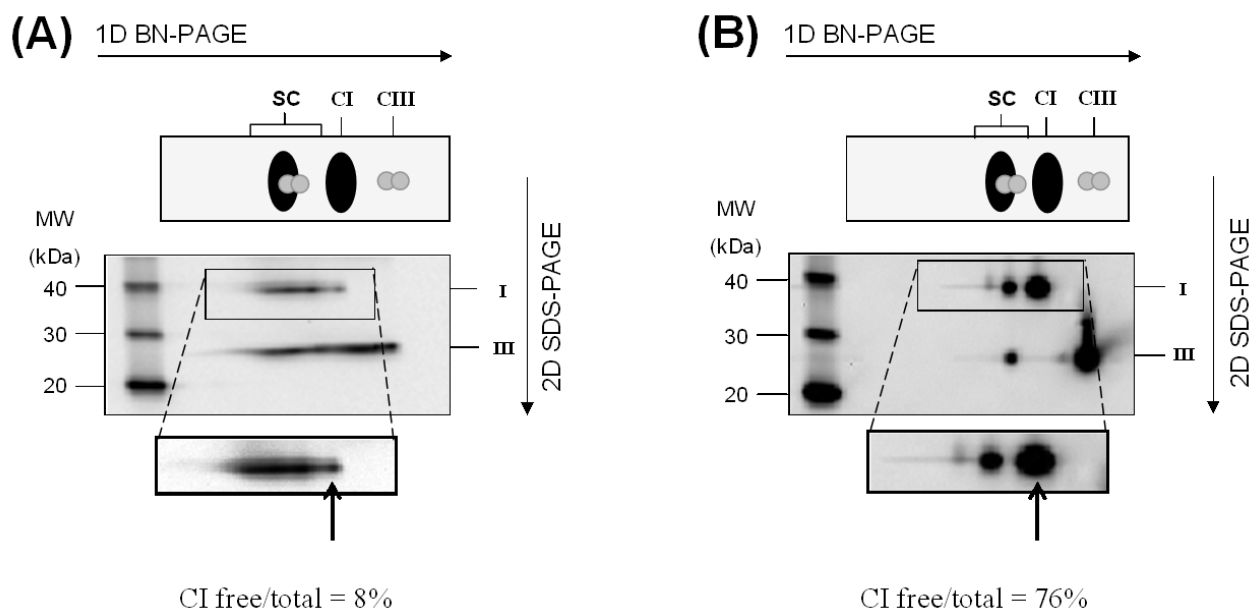 (A)
1D BN-PAGE
SC CI CIII
MW
(kDa)
40
30
20
I
III
2D SDS-PAGE
CI free/total = 8%
(B)
1D BN-PAGE
SC CI CIII
MW
(kDa)
40
30
20
I
III
2D SDS-PAGE
CI free/total = 76%